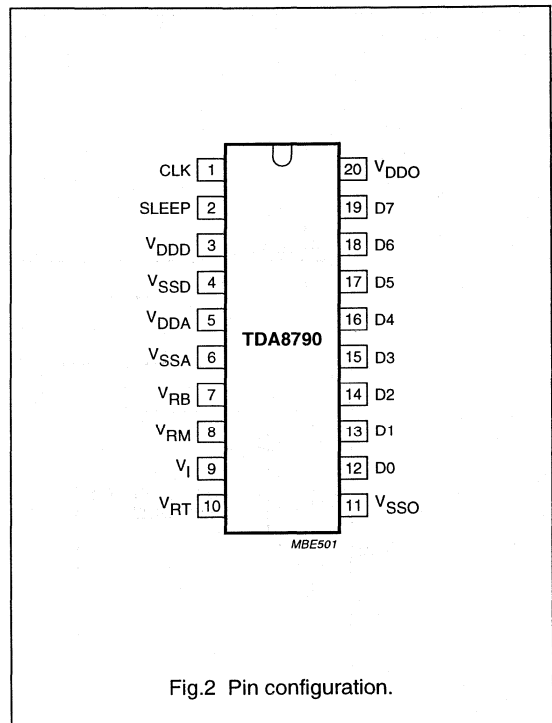 CLK 1 20 VDDO
SLEEP 2 19 D7
VDDD 3 18 D6
VSSD 4 17 D5
VDDA 5 16 D4
TDA8790
VSSA 6 15 D3
VRB 7 14 D2
VRM 8 13 D1
VI 9 12 D0
VRT 10 11 VSSO
MBE501
Fig.2 Pin configuration.